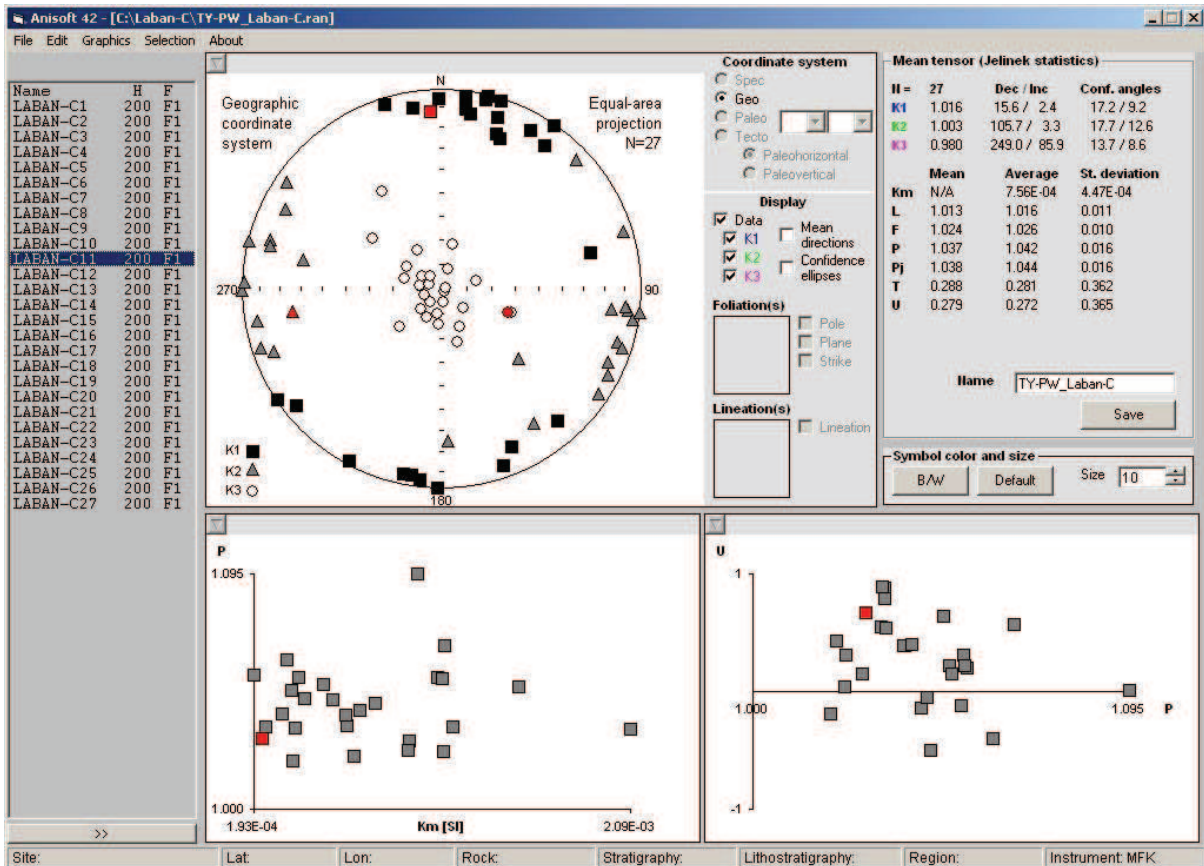 Anisoft 42 - [C:\Laban-C\TY-PW_Laban-C.ran]
File Edit Graphics Selection About
Name H F
LABAN-C1 200 F1
LABAN-C2 200 F1
LABAN-C3 200 F1
LABAN-C4 200 F1
LABAN-C5 200 F1
LABAN-C6 200 F1
LABAN-C7 200 F1
LABAN-C8 200 F1
LABAN-C9 200 F1
LABAN-C10 200 F1
LABAN-C11 200 F1
LABAN-C12 200 F1
LABAN-C13 200 F1
LABAN-C14 200 F1
LABAN-C15 200 F1
LABAN-C16 200 F1
LABAN-C17 200 F1
LABAN-C18 200 F1
LABAN-C19 200 F1
LABAN-C20 200 F1
LABAN-C21 200 F1
LABAN-C22 200 F1
LABAN-C23 200 F1
LABAN-C24 200 F1
LABAN-C25 200 F1
LABAN-C26 200 F1
LABAN-C27 200 F1
>>
N
Geographic
coordinate
system
Equal-area
projection
N=27
270
90
180
K1
K2
K3
Coordinate system
Spec
Geo
Paleo
Tecto
Paleohorizontal
Paleovertical
Display
Data
K1
K2
K3
Mean
directions
Confidence
ellipses
Foliation(s)
Pole
Plane
Strike
Lineation(s)
Lineation
Mean tensor (Jelinek statistics)
N = 27 Dec / Inc Conf. angles
K1 1.016 15.6 / 2.4 17.2 / 9.2
K2 1.003 105.7 / 3.3 17.7 / 12.6
K3 0.980 249.0 / 85.9 13.7 / 8.6
Mean Average St. deviation
Km N/A 7.56E-04 4.47E-04
L 1.013 1.016 0.011
F 1.024 1.026 0.010
P 1.037 1.042 0.016
Pj 1.038 1.044 0.016
T 0.288 0.281 0.362
U 0.279 0.272 0.365
Name TY-PW_Laban-C
Save
Symbol color and size
B/W Default Size 10
P
1.095
1.000
1.93E-04 Km [SI] 2.09E-03
U
1
1.000
1.095
P
-1
Site: Lat: Lon: Rock: Stratigraphy: Lithostratigraphy: Region: Instrument: MFK